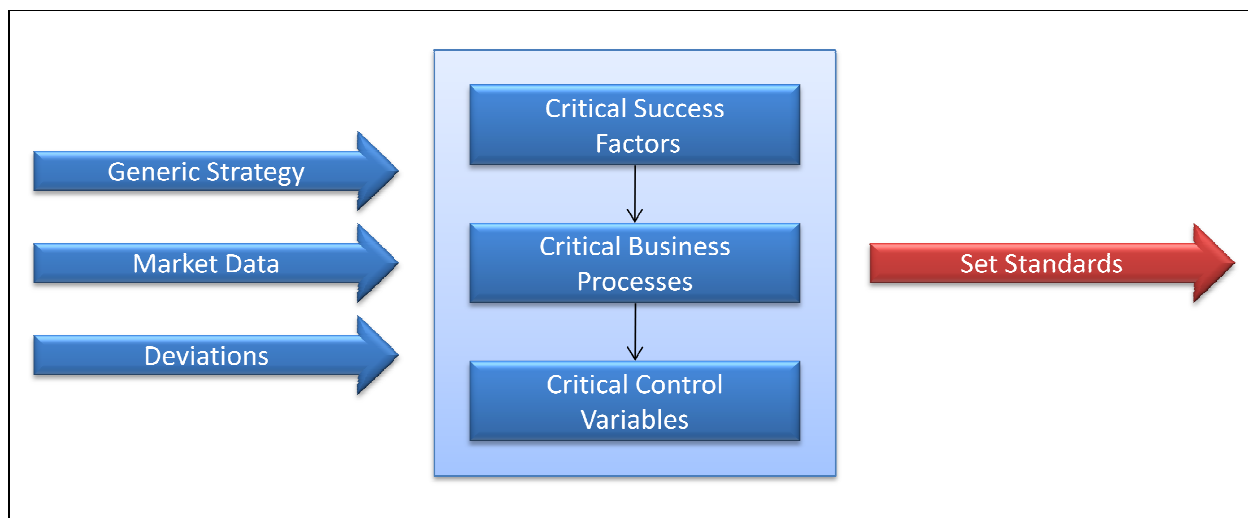 Generic Strategy
Market Data
Deviations
Critical Success
Factors
Critical Business
Processes
Critical Control
Variables
Set Standards